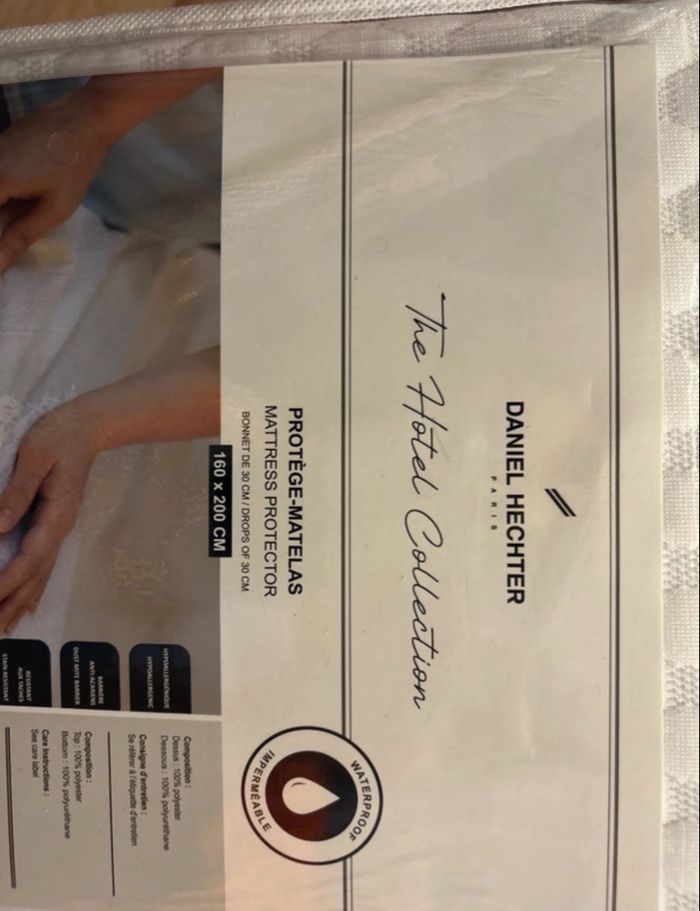 DANIEL HECHTER
PARIS
The Hotel Collection
PROTÈGE-MATELAS
MATTRESS PROTECTOR
BONNET DE 30 CM / DROPS OF 30 CM
160 x 200 CM
WATERPROOF
IMPERMÉABLE
HYPOALLERGÉNIQUE
HYPOALLERGENIC
BARRIÈRE
ANTI-ACARIENS
DUST MITE BARRIER
RÉSISTANT
AUX TACHES
STAIN RESISTANT
Composition :
Dessus : 100% polyester
Dessous : 100% polyuréthane
Consigne d'entretien :
Se référer à l'étiquette d'entretien
Composition :
Top : 100% polyester
Bottom : 100% polyuréthane
Care Instructions :
See care label